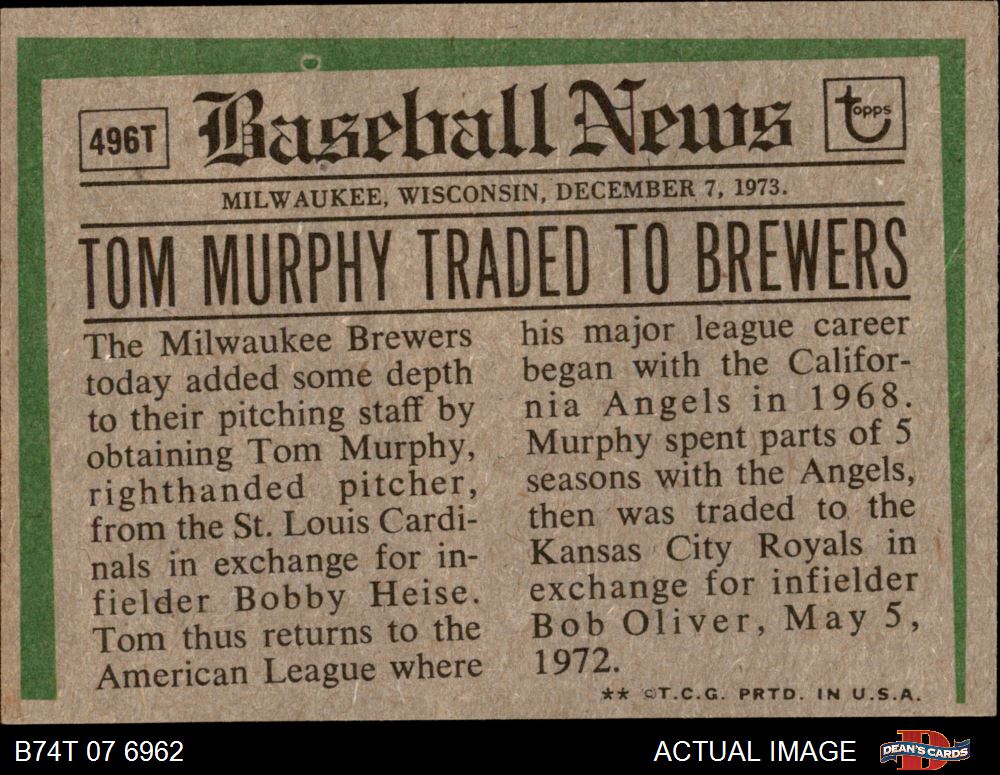 496T
Baseball News
topps
MILWAUKEE, WISCONSIN, DECEMBER 7, 1973.
TOM MURPHY TRADED TO BREWERS
The Milwaukee Brewers
today added some depth
to their pitching staff by
obtaining Tom Murphy,
righthanded pitcher,
from the St. Louis Cardi-
nals in exchange for in-
fielder Bobby Heise.
Tom thus returns to the
American League where
his major league career
began with the Califor-
nia Angels in 1968.
Murphy spent parts of 5
seasons with the Angels,
then was traded to the
Kansas City Royals in
exchange for infielder
Bob Oliver, May 5,
1972.
** ©T.C.G. PRTD. IN U.S.A.
B74T 07 6962
ACTUAL IMAGE
DEAN'S CARDS